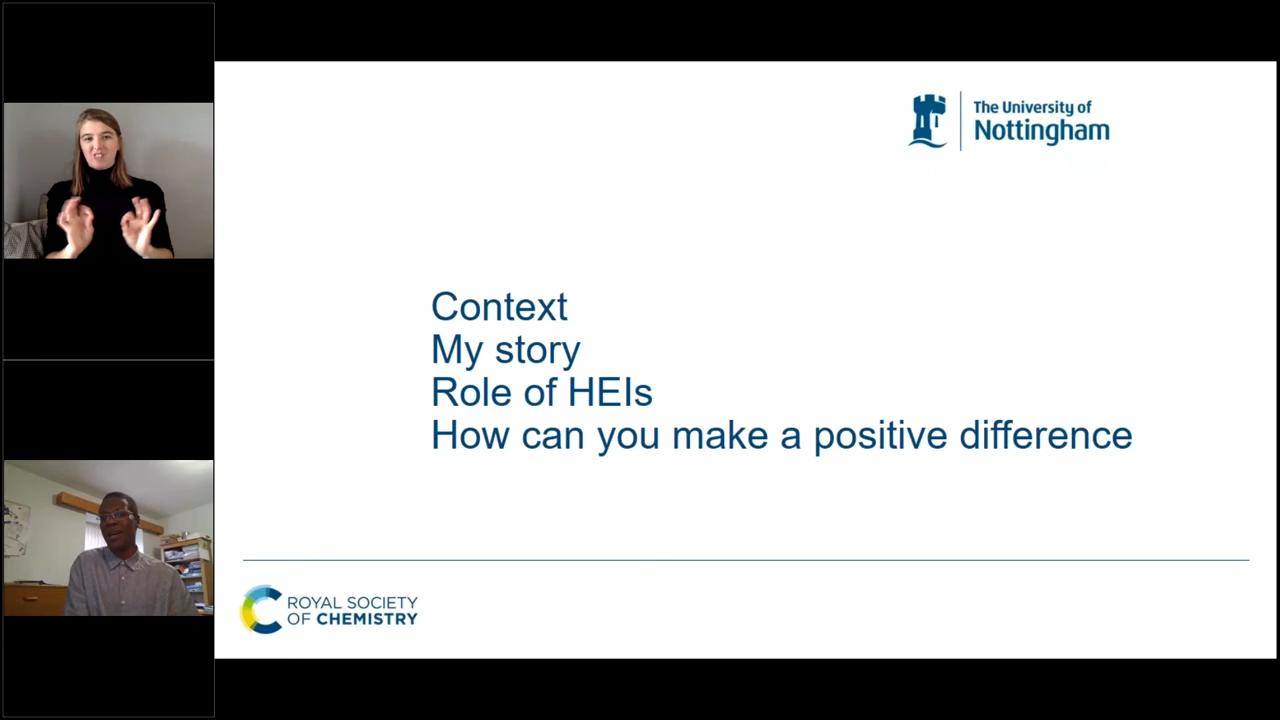 The University of
Nottingham
Context
My story
Role of HEIs
How can you make a positive difference
ROYAL SOCIETY
OF CHEMISTRY